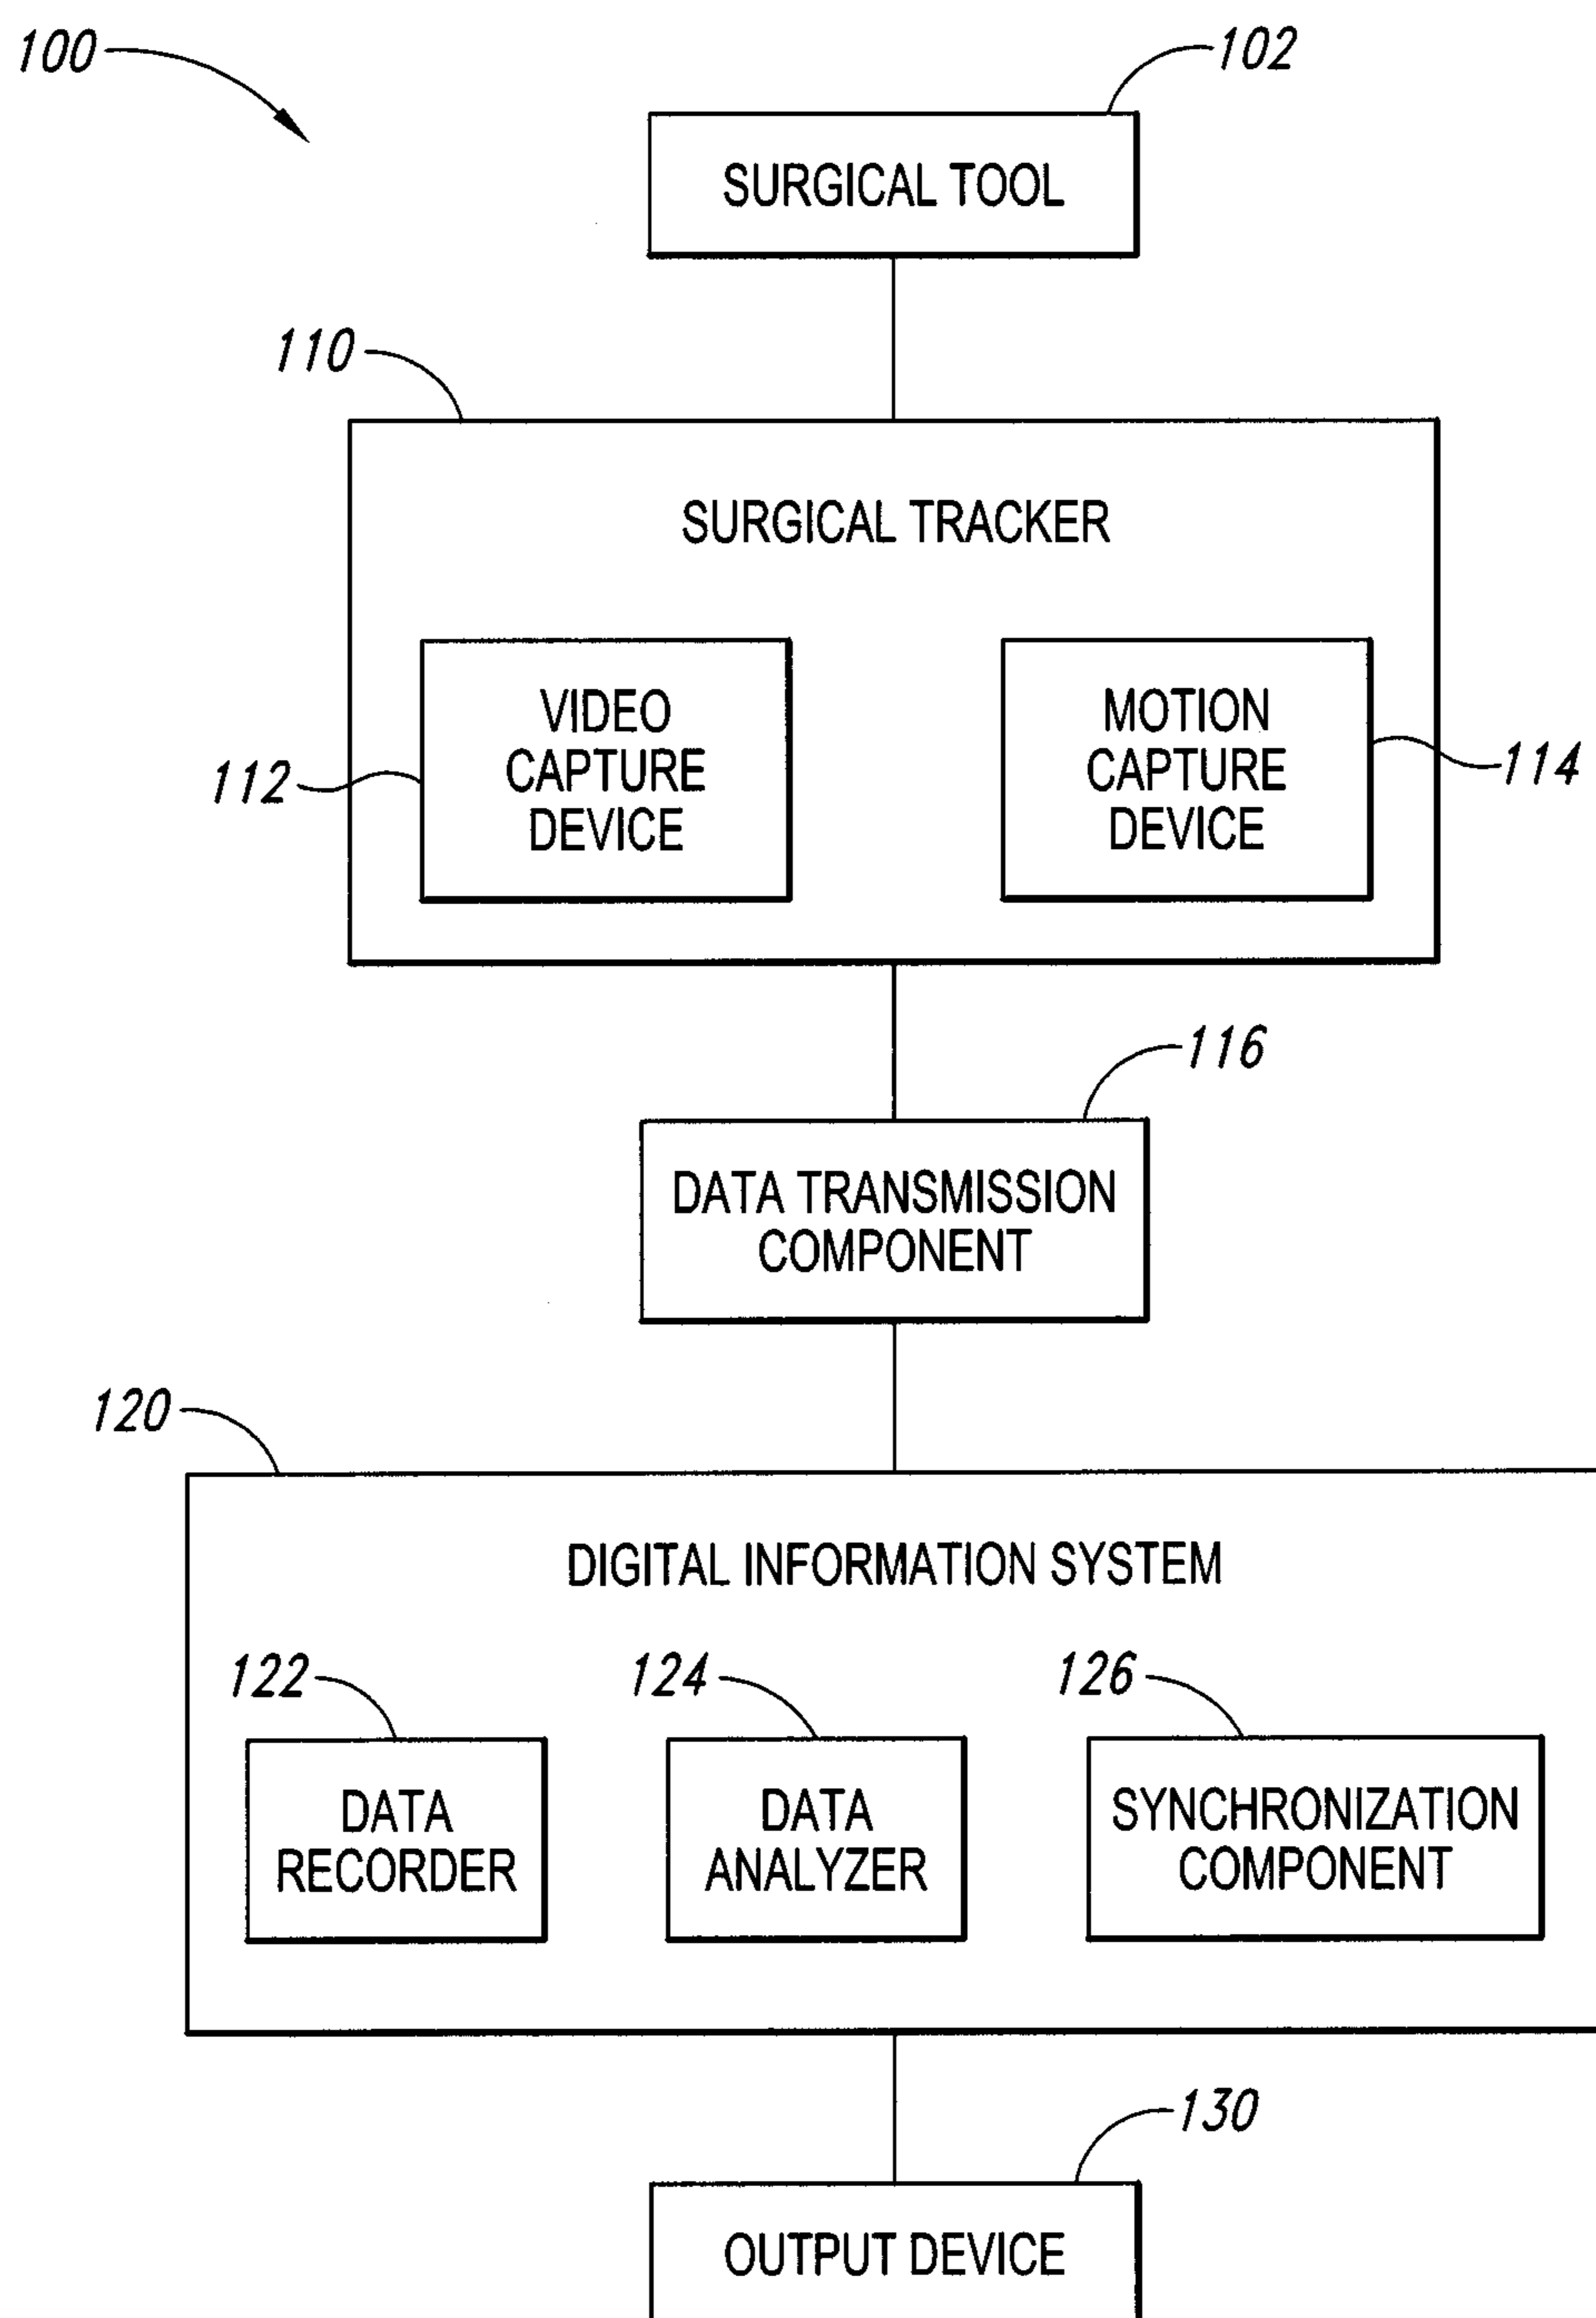 100
102
SURGICAL TOOL
110
SURGICAL TRACKER
VIDEO
CAPTURE
DEVICE
112
MOTION
CAPTURE
DEVICE
114
116
DATA TRANSMISSION
COMPONENT
120
DIGITAL INFORMATION SYSTEM
122
DATA
RECORDER
124
DATA
ANALYZER
126
SYNCHRONIZATION
COMPONENT
130
OUTPUT DEVICE